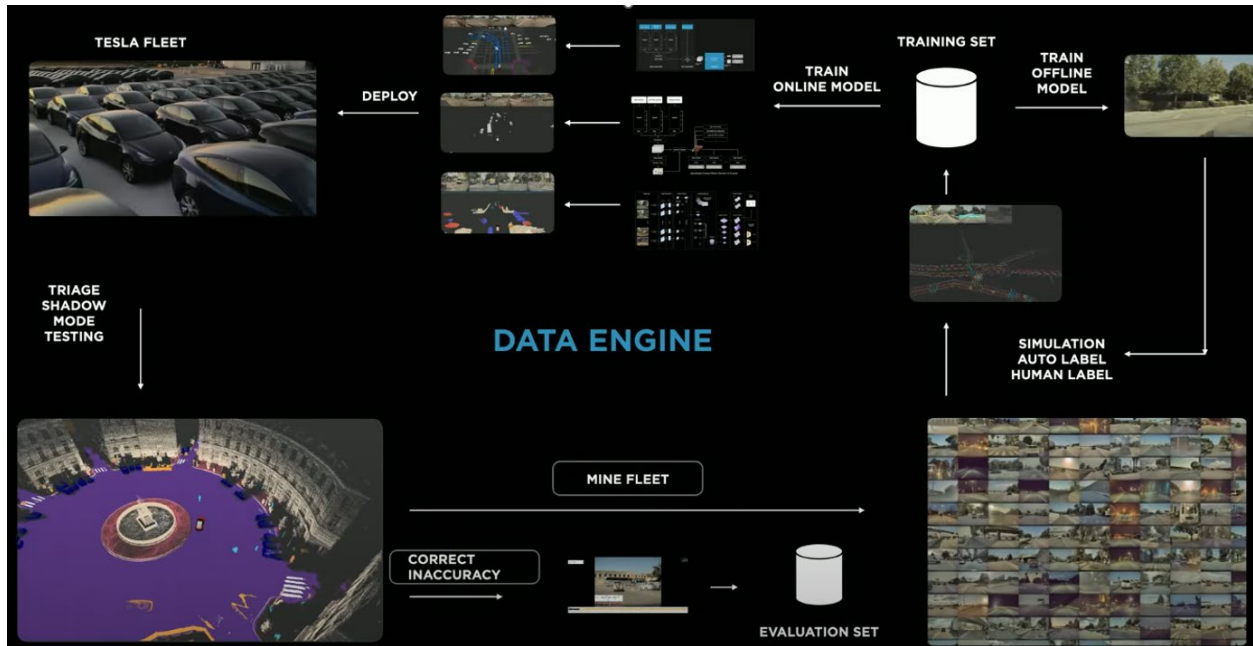 TESLA FLEET
DEPLOY
TRAIN
ONLINE MODEL
TRAINING SET
TRAIN
OFFLINE
MODEL
TRIAGE
SHADOW
MODE
TESTING
DATA ENGINE
SIMULATION
AUTO LABEL
HUMAN LABEL
MINE FLEET
CORRECT
INACCURACY
EVALUATION SET